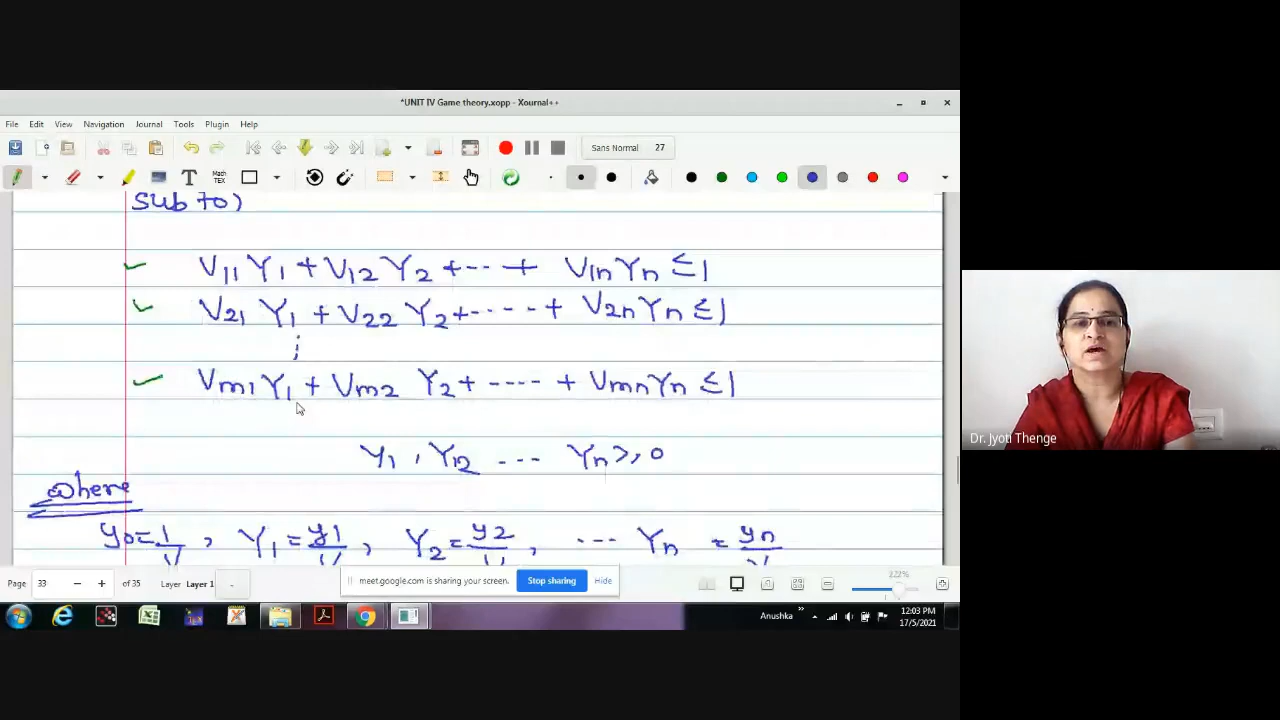 *UNIT IV Game theory.xopp - Xournal++
File Edit View Navigation Journal Tools Plugin Help
Sans Normal 27
Sub to)
V11 Y1 + V12 Y2 +--- + V1n Yn ≤1
V21 Y1 + V22 Y2 +----- + V2n Yn ≤1
Vm1 Y1 + Vm2 Y2 + ---- + Vmn Yn ≤1
Y1 , Y2 --- Yn ≥, 0
where
y0 = 1/V , Y1 = y1/V , Y2 = y2/V , --- Yn = yn/V
Dr. Jyoti Thenge
Page 33 of 35 Layer Layer 1
meet.google.com is sharing your screen. Stop sharing Hide
222%
Anushka
12:03 PM
17/5/2021